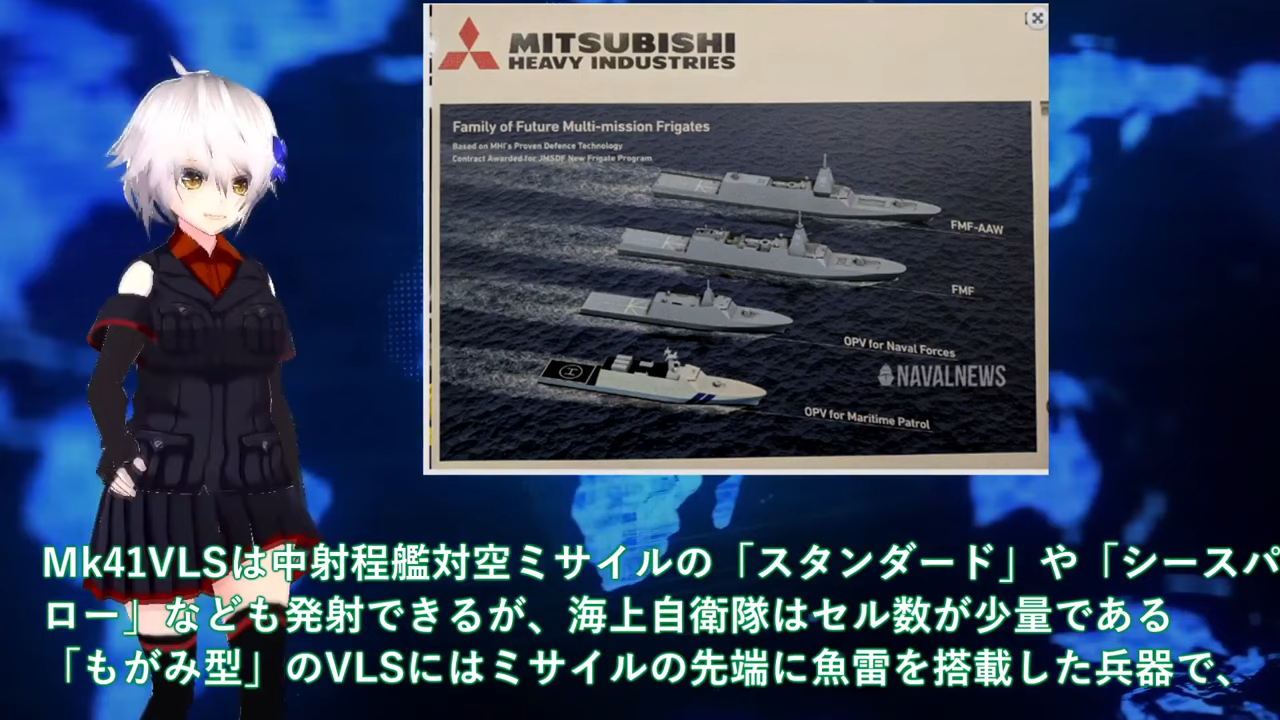 MITSUBISHI
HEAVY INDUSTRIES
Family of Future Multi-mission Frigates
Based on MHI's Proven Defence Technology
Contract Awarded for JMSDF New Frigate Program
FMF-AAW
FMF
OPV for Naval Forces
NAVALNEWS
OPV for Maritime Patrol
Mk41VLSは中射程艦対空ミサイルの「スタンダード」や「シースパ
ロー」なども発射できるが、海上自衛隊はセル数が少量である
「もがみ型」のVLSにはミサイルの先端に魚雷を搭載した兵器で、